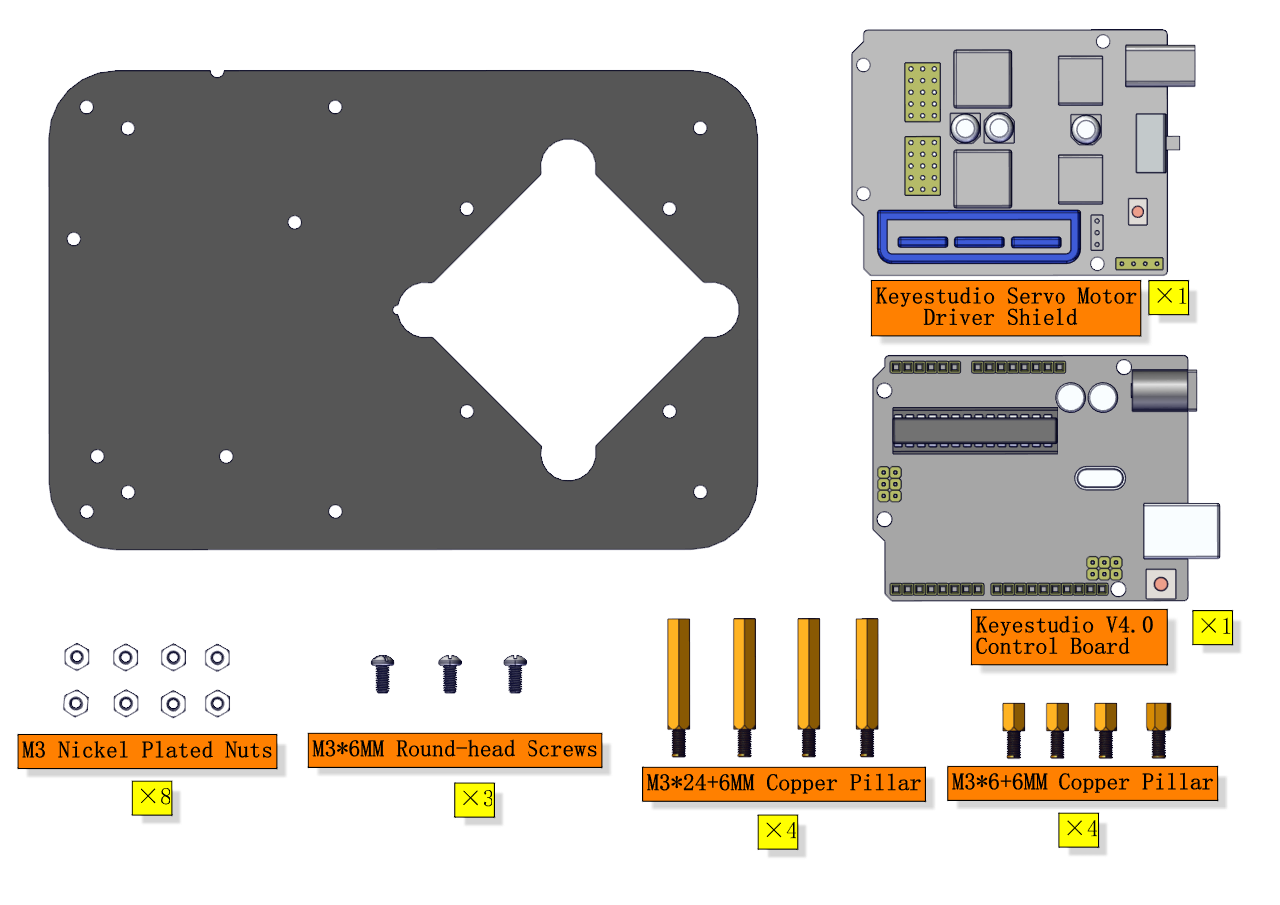 Keyestudio Servo Motor
Driver Shield
×1
Keyestudio V4.0
Control Board
×1
M3 Nickel Plated Nuts
×8
M3*6MM Round-head Screws
×3
M3*24+6MM Copper Pillar
×4
M3*6+6MM Copper Pillar
×4